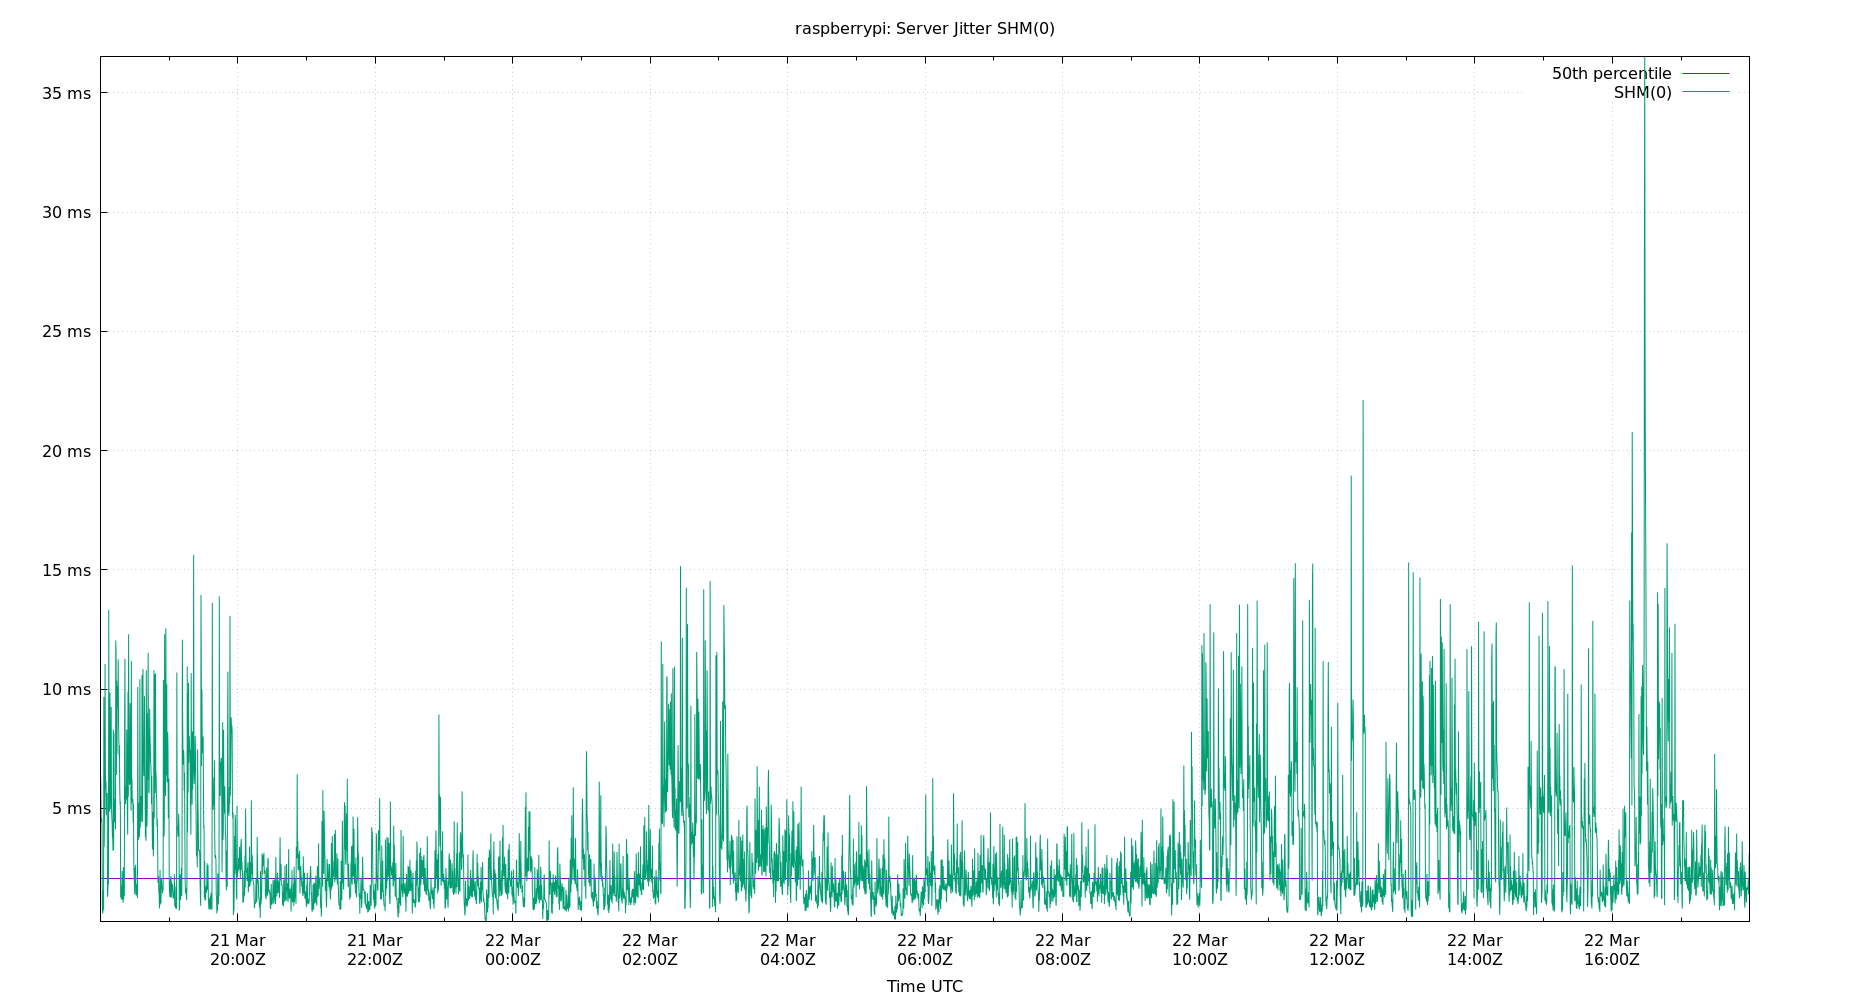 raspberrypi: Server Jitter SHM(0)
50th percentile
SHM(0)
35 ms
30 ms
25 ms
20 ms
15 ms
10 ms
5 ms
21 Mar 21 Mar 22 Mar 22 Mar 22 Mar 22 Mar 22 Mar 22 Mar 22 Mar 22 Mar 22 Mar
20:00Z 22:00Z 00:00Z 02:00Z 04:00Z 06:00Z 08:00Z 10:00Z 12:00Z 14:00Z 16:00Z
Time UTC